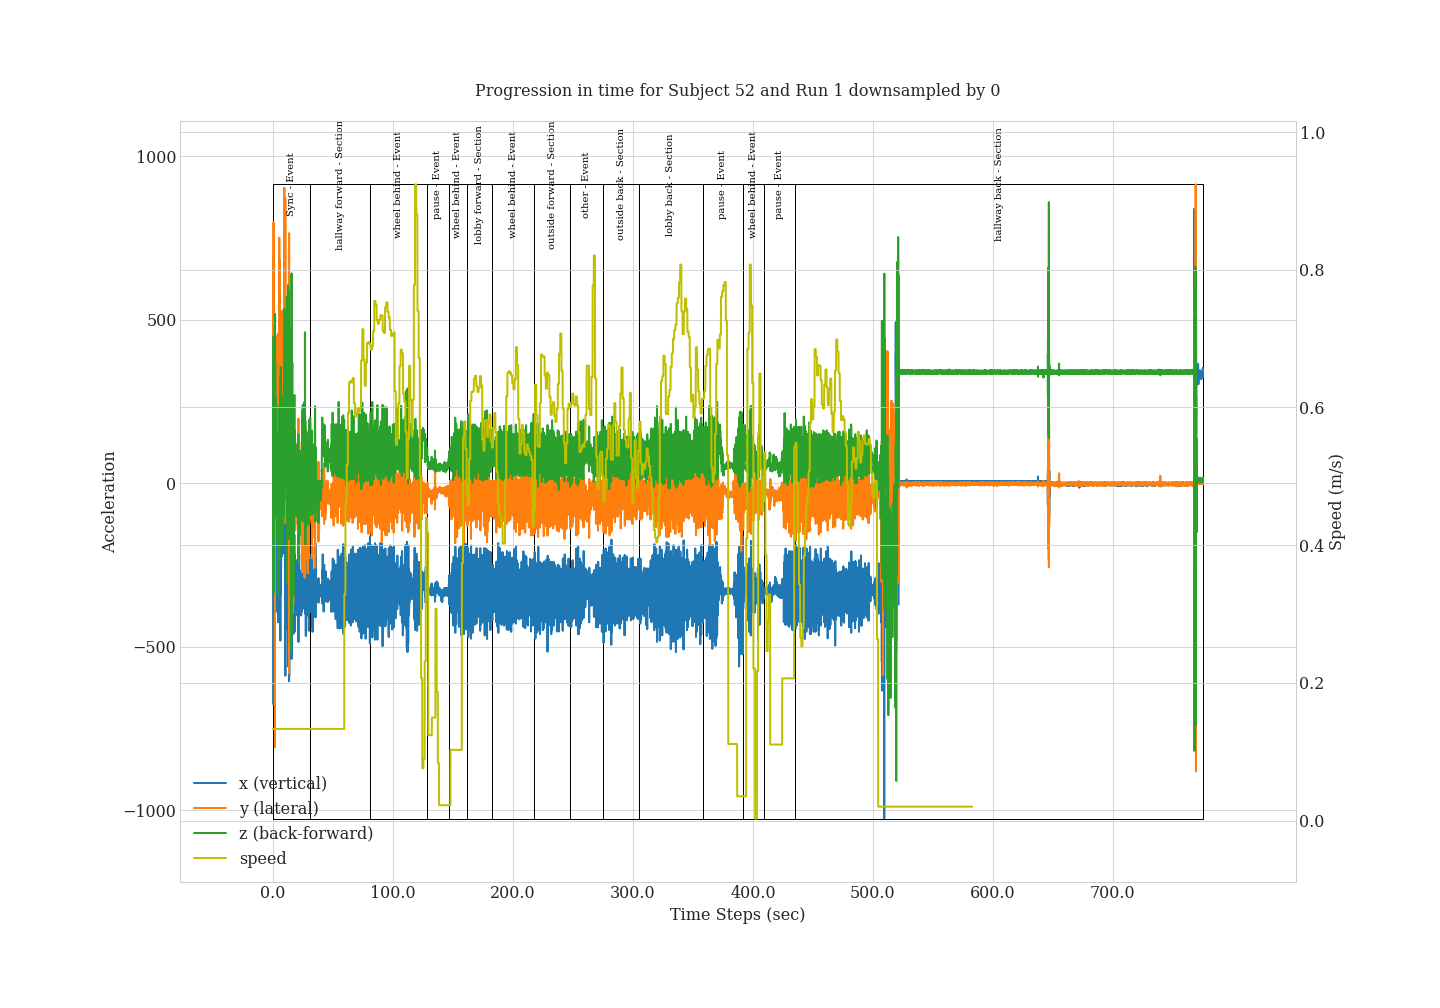 Progression in time for Subject 52 and Run 1 downsampled by 0
Sync - Event
hallway forward - Section
wheel behind - Event
pause - Event
wheel behind - Event
lobby forward - Section
wheel behind - Event
outside forward - Section
other - Event
outside back - Section
lobby back - Section
pause - Event
wheel behind - Event
pause - Event
hallway back - Section
1000
500
0
−500
−1000
Acceleration
1.0
0.8
0.6
0.4
0.2
0.0
Speed (m/s)
x (vertical)
y (lateral)
z (back-forward)
speed
0.0 100.0 200.0 300.0 400.0 500.0 600.0 700.0
Time Steps (sec)